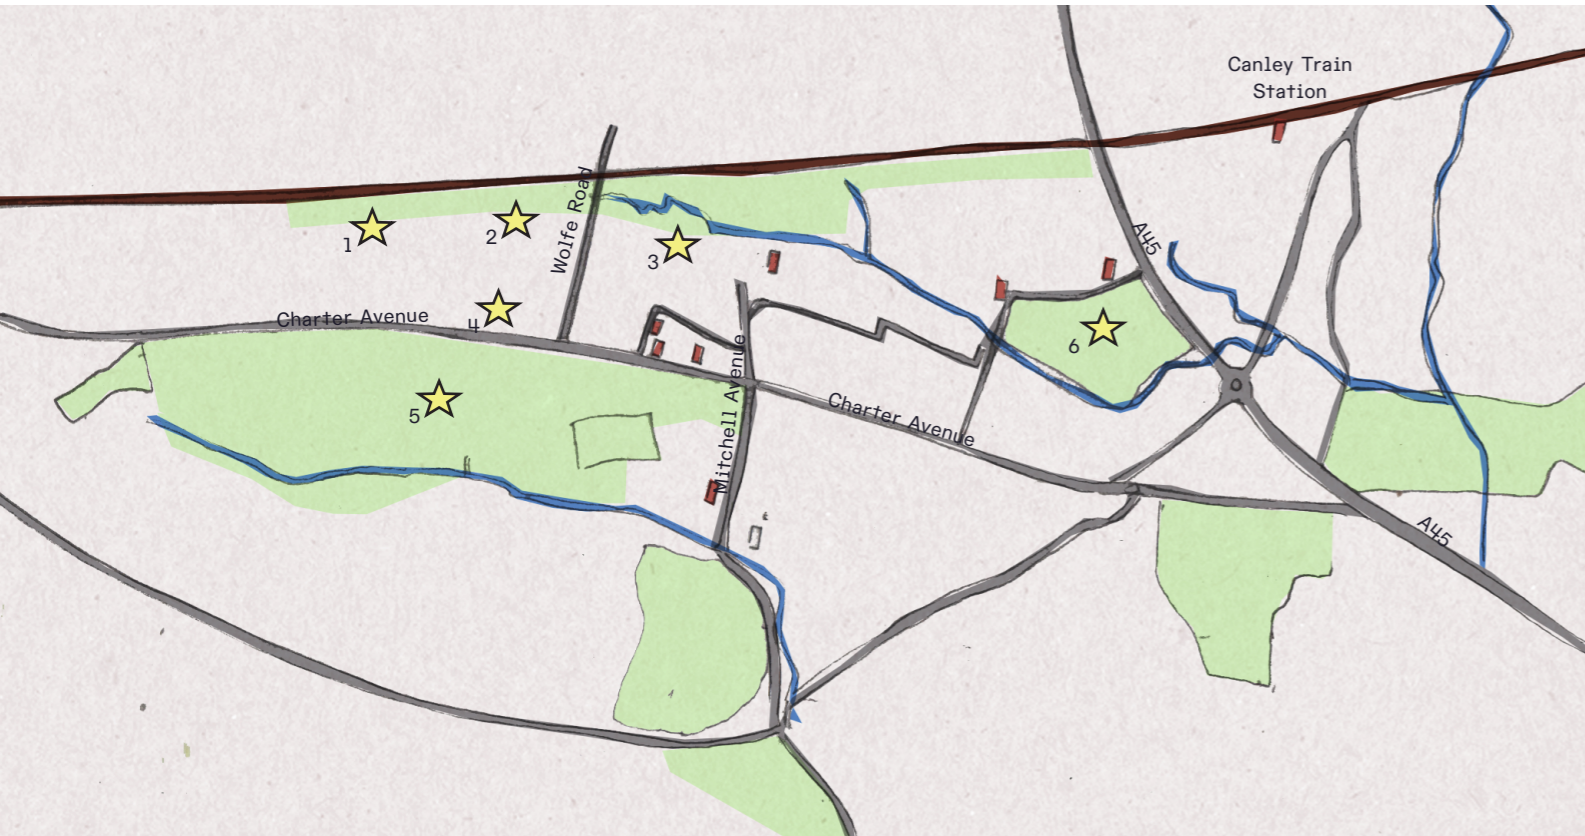 Canley Train
Station
Wolfe Road
1
2
3
A45
4
Charter Avenue
6
Mitchell Avenue
5
Charter Avenue
A45